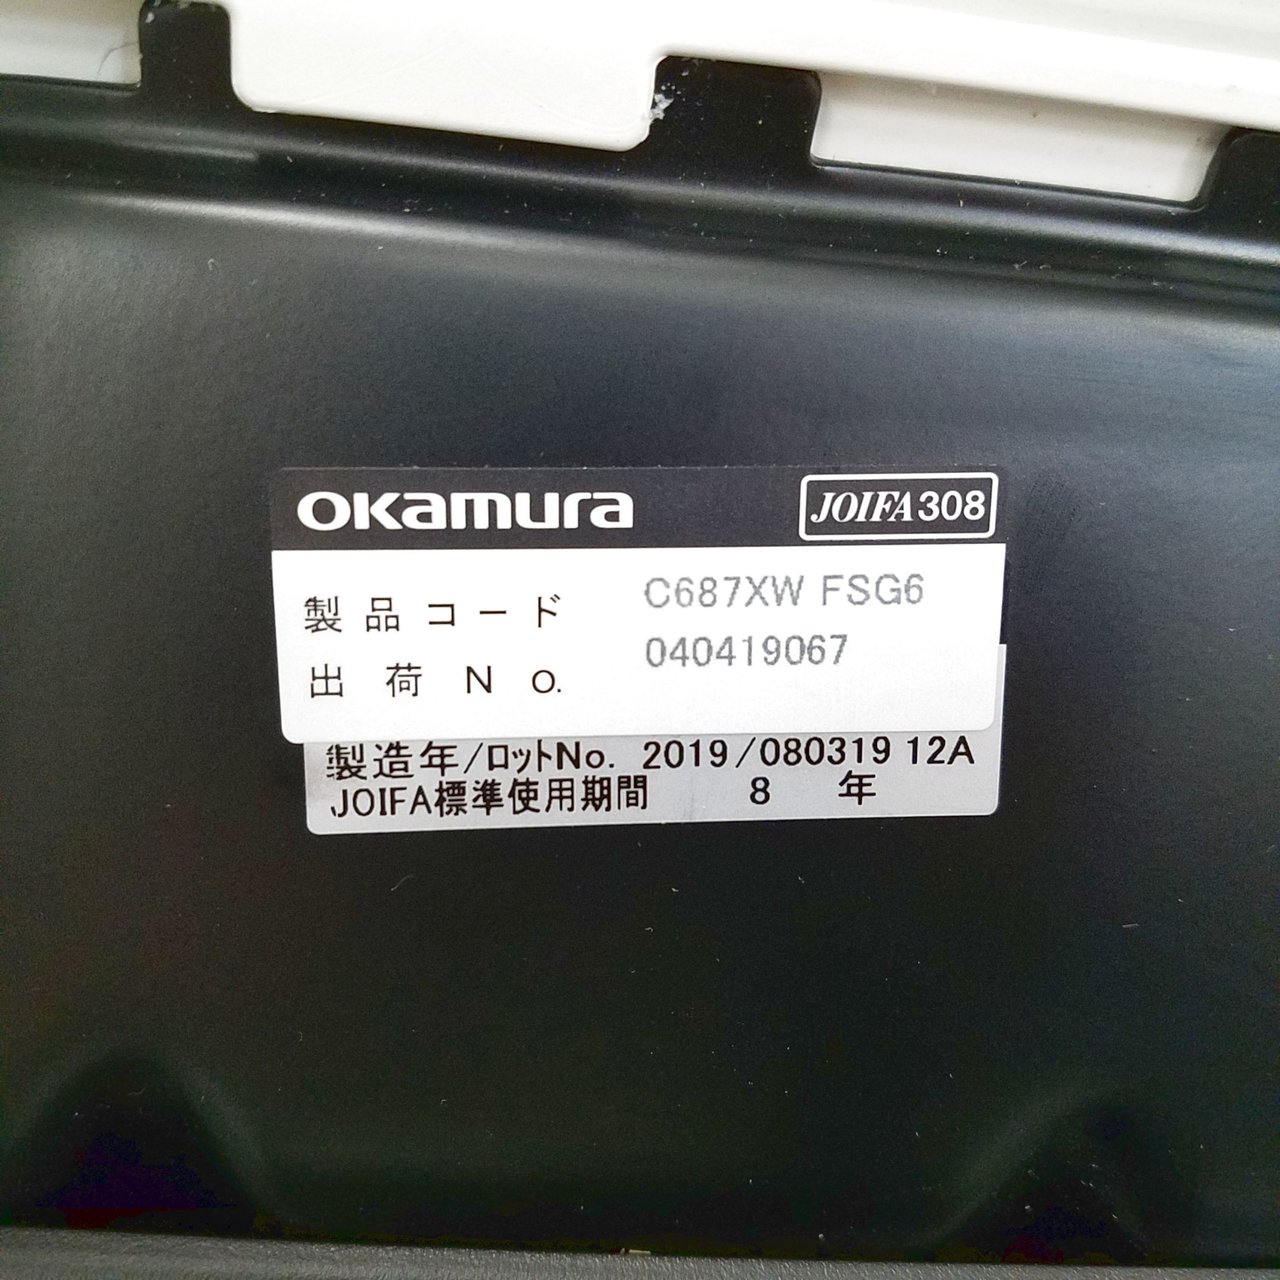 OKamura JOIFA308
製品コード C687XW FSG6
出荷No. 040419067
製造年/ロットNo. 2019/080319 12A
JOIFA標準使用期間 8 年